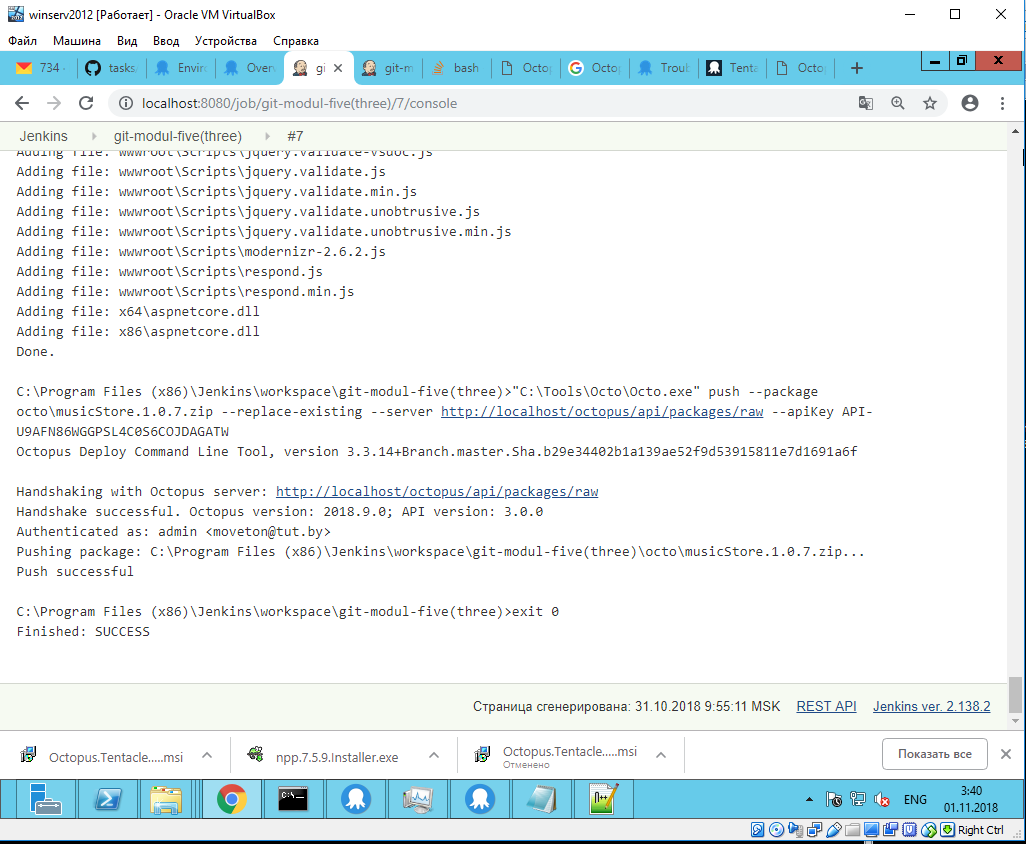 winserv2012 [Работает] - Oracle VM VirtualBox
Файл Машина Вид Ввод Устройства Справка
734 tasks Enviro Over gi git-m bash Octo Octo Troub Tenta Octo
localhost:8080/job/git-modul-five(three)/7/console
Jenkins git-modul-five(three) #7
Adding file: wwwroot\Scripts\jquery.validate-vsdoc.js
Adding file: wwwroot\Scripts\jquery.validate.js
Adding file: wwwroot\Scripts\jquery.validate.min.js
Adding file: wwwroot\Scripts\jquery.validate.unobtrusive.js
Adding file: wwwroot\Scripts\jquery.validate.unobtrusive.min.js
Adding file: wwwroot\Scripts\modernizr-2.6.2.js
Adding file: wwwroot\Scripts\respond.js
Adding file: wwwroot\Scripts\respond.min.js
Adding file: x64\aspnetcore.dll
Adding file: x86\aspnetcore.dll
Done.
C:\Program Files (x86)\Jenkins\workspace\git-modul-five(three)>"C:\Tools\Octo\Octo.exe" push --package
octo\musicStore.1.0.7.zip --replace-existing --server http://localhost/octopus/api/packages/raw --apiKey API-
U9AFN86WGGPSL4C0S6COJDAGATW
Octopus Deploy Command Line Tool, version 3.3.14+Branch.master.Sha.b29e34402b1a139ae52f9d53915811e7d1691a6f
Handshaking with Octopus server: http://localhost/octopus/api/packages/raw
Handshake successful. Octopus version: 2018.9.0; API version: 3.0.0
Authenticated as: admin <moveton@tut.by>
Pushing package: C:\Program Files (x86)\Jenkins\workspace\git-modul-five(three)\octo\musicStore.1.0.7.zip...
Push successful
C:\Program Files (x86)\Jenkins\workspace\git-modul-five(three)>exit 0
Finished: SUCCESS
Страница сгенерирована: 31.10.2018 9:55:11 MSK REST API Jenkins ver. 2.138.2
Octopus.Tentacle.....msi npp.7.5.9.Installer.exe Octopus.Tentacle.....msi Показать все
Отменено
ENG 3:40
01.11.2018
Right Ctrl